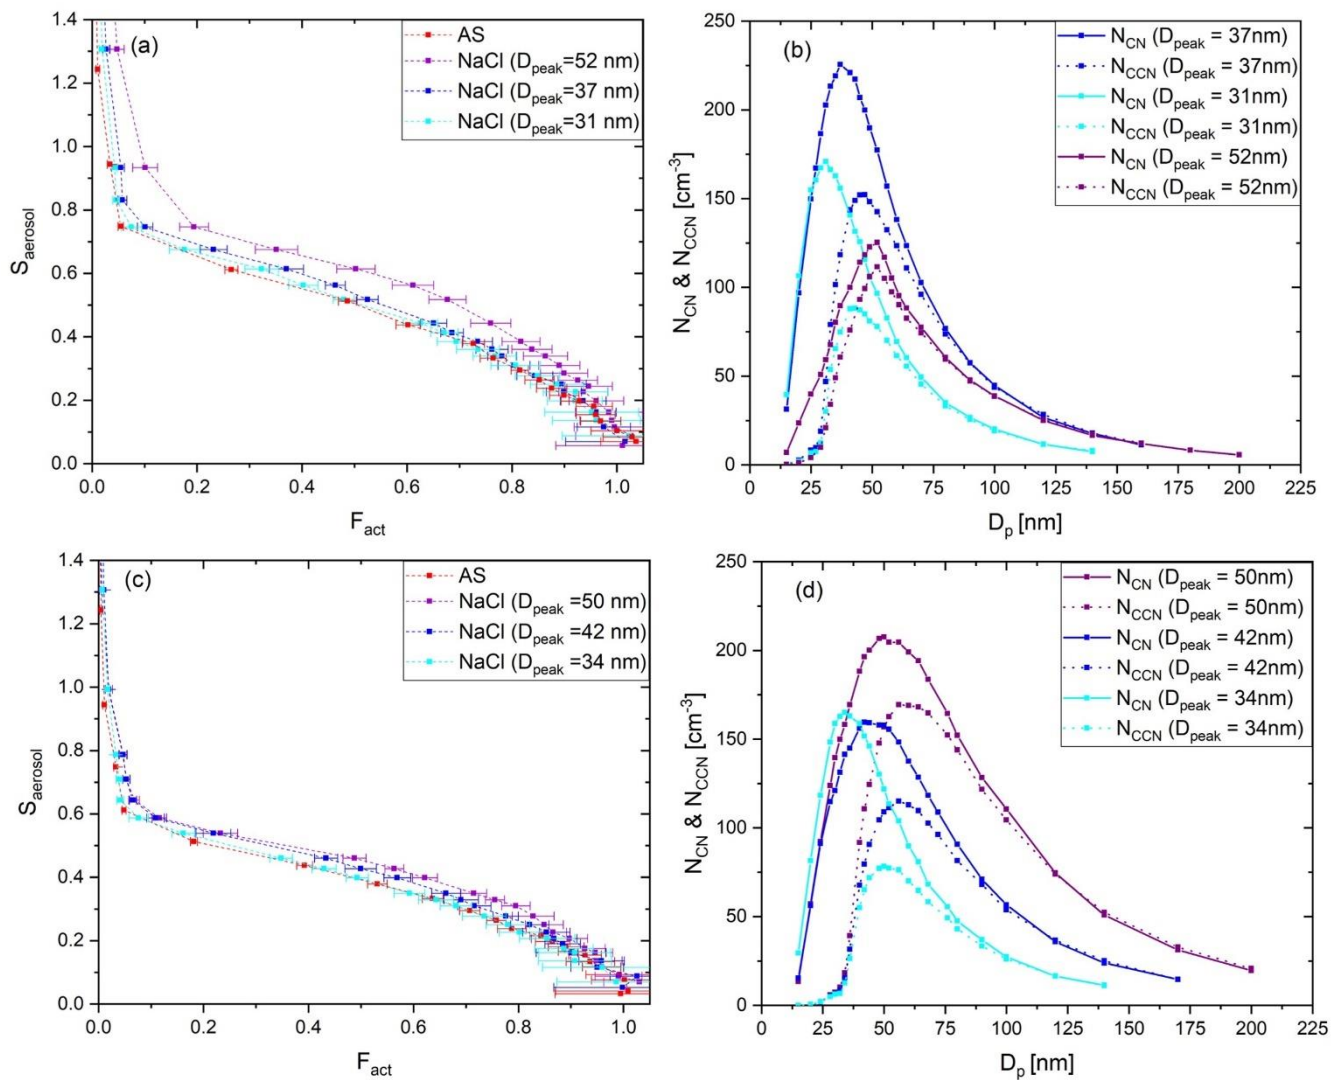 (a)
AS
NaCl (Dpeak=52 nm)
NaCl (Dpeak=37 nm)
NaCl (Dpeak=31 nm)
1.4
1.2
1.0
0.8
0.6
0.4
0.2
0.0
Saerosol
0.0
0.2
0.4
0.6
0.8
1.0
Fact
(b)
NCN (Dpeak = 37nm)
NCCN (Dpeak = 37nm)
NCN (Dpeak = 31nm)
NCCN (Dpeak = 31nm)
NCN (Dpeak = 52nm)
NCCN (Dpeak = 52nm)
250
200
150
100
50
0
NCN & NCCN [cm-3]
0
25
50
75
100
125
150
175
200
225
Dp [nm]
(c)
AS
NaCl (Dpeak =50 nm)
NaCl (Dpeak =42 nm)
NaCl (Dpeak =34 nm)
1.4
1.2
1.0
0.8
0.6
0.4
0.2
0.0
Saerosol
0.0
0.2
0.4
0.6
0.8
1.0
Fact
(d)
NCN (Dpeak = 50nm)
NCCN (Dpeak = 50nm)
NCN (Dpeak = 42nm)
NCCN (Dpeak = 42nm)
NCN (Dpeak = 34nm)
NCCN (Dpeak = 34nm)
250
200
150
100
50
0
NCN & NCCN [cm-3]
0
25
50
75
100
125
150
175
200
225
Dp [nm]